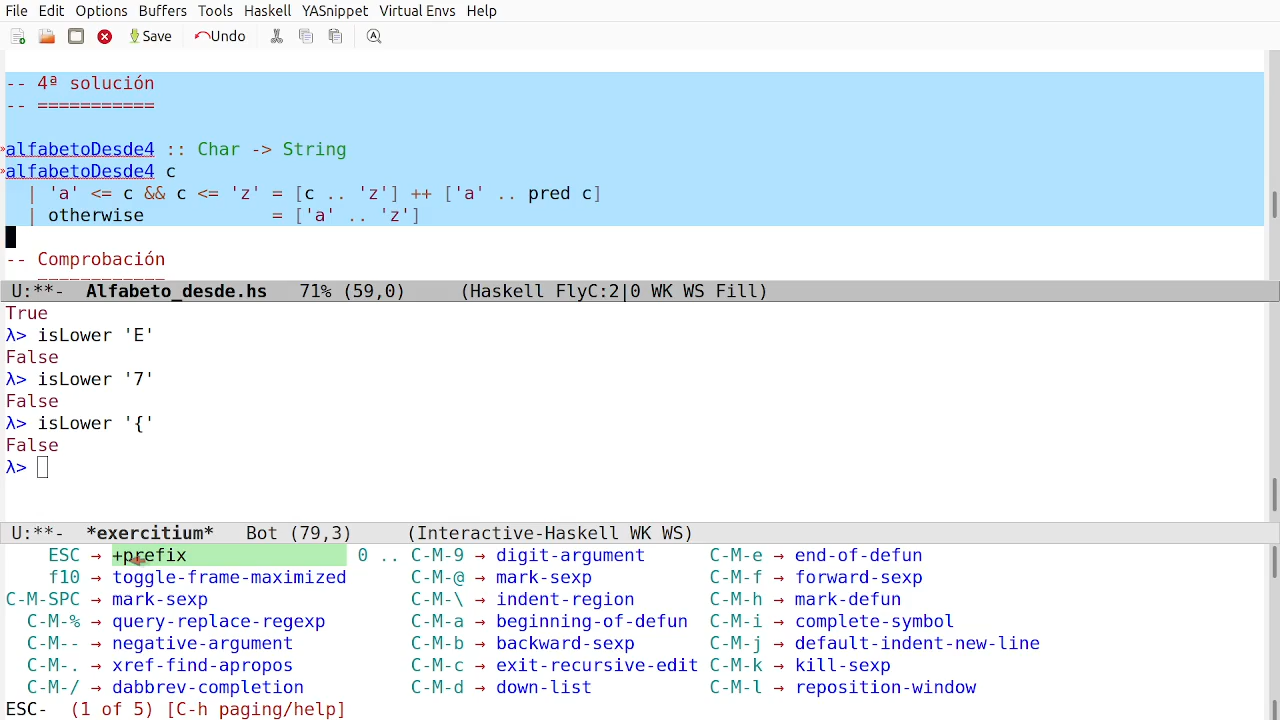 File Edit Options Buffers Tools Haskell YASnippet Virtual Envs Help
Save Undo
-- 4ª solución
-- ===========
alfabetoDesde4 :: Char -> String
alfabetoDesde4 c
| 'a' <= c && c <= 'z' = [c .. 'z'] ++ ['a' .. pred c]
| otherwise = ['a' .. 'z']
-- Comprobación
U:**- Alfabeto_desde.hs 71% (59,0) (Haskell FlyC:2|0 WK WS Fill)
True
λ> isLower 'E'
False
λ> isLower '7'
False
λ> isLower '{'
False
λ>
U:**- *exercitium* Bot (79,3) (Interactive-Haskell WK WS)
ESC → +prefix 0 .. C-M-9 → digit-argument C-M-e → end-of-defun
f10 → toggle-frame-maximized C-M-@ → mark-sexp C-M-f → forward-sexp
C-M-SPC → mark-sexp C-M-\ → indent-region C-M-h → mark-defun
C-M-% → query-replace-regexp C-M-a → beginning-of-defun C-M-i → complete-symbol
C-M-- → negative-argument C-M-b → backward-sexp C-M-j → default-indent-new-line
C-M-. → xref-find-apropos C-M-c → exit-recursive-edit C-M-k → kill-sexp
C-M-/ → dabbrev-completion C-M-d → down-list C-M-l → reposition-window
ESC- (1 of 5) [C-h paging/help]